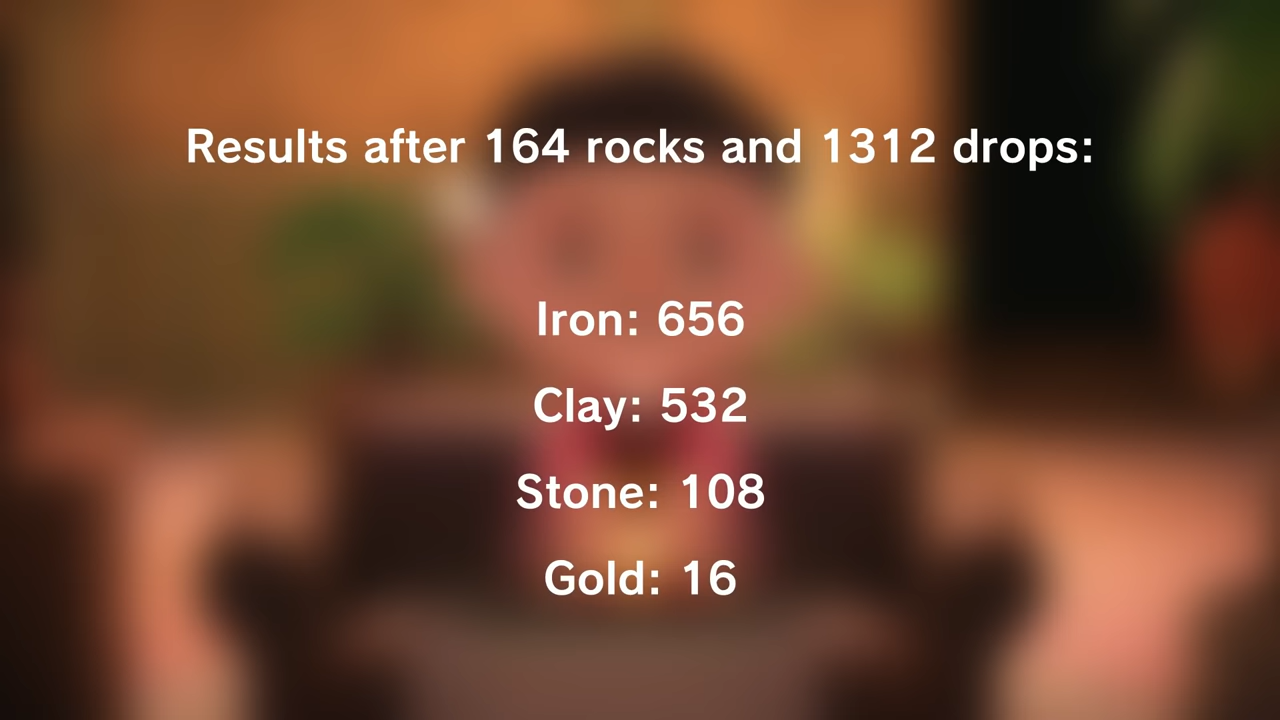 Results after 164 rocks and 1312 drops:
Iron: 656
Clay: 532
Stone: 108
Gold: 16